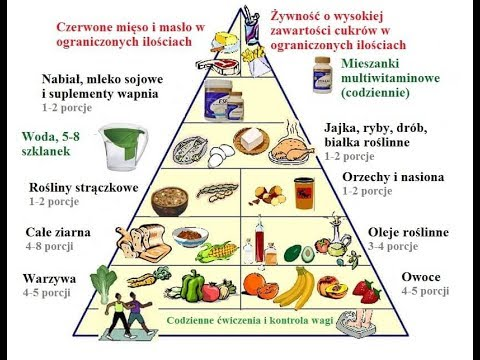 Czerwone mięso i masło w
ograniczonych ilościach
Żywność o wysokiej
zawartości cukrów w
ograniczonych ilościach
Nabiał, mleko sojowe
i suplementy wapnia
1-2 porcje
Mieszanki
multiwitaminowe
(codziennie)
Woda, 5-8
szklanek
Jajka, ryby, drób,
białka roślinne
1-2 porcje
Rośliny strączkowe
1-2 porcje
Orzechy i nasiona
1-2 porcje
Całe ziarna
4-8 porcji
Oleje roślinne
3-4 porcje
Warzywa
4-5 porcji
Owoce
4-5 porcji
Codzienne ćwiczenia i kontrola wagi